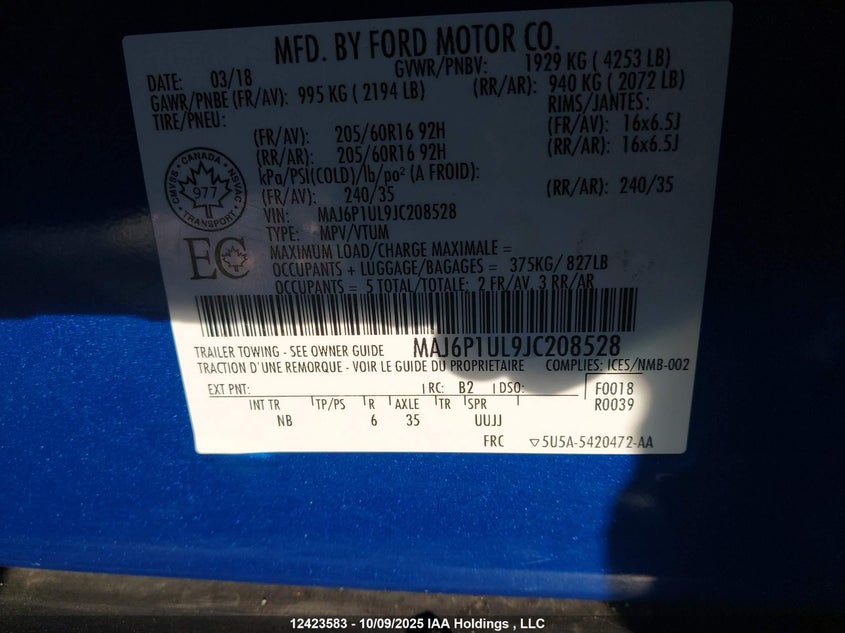 MFD. BY FORD MOTOR CO.
DATE: 03/18 GVWR/PNBV: 1929 KG ( 4253 LB)
GAWR/PNBE (FR/AV): 995 KG ( 2194 LB) (RR/AR): 940 KG ( 2072 LB)
TIRE/PNEU: RIMS/JANTES:
(FR/AV): 205/60R16 92H (FR/AV): 16x6.5J
(RR/AR): 205/60R16 92H (RR/AR): 16x6.5J
kPa/PSI(COLD)/lb/po² (A FROID):
(FR/AV): 240/35 (RR/AR): 240/35
VIN: MAJ6P1UL9JC208528
TYPE: MPV/VTUM
CANADA
CMVSS NSVAC
977
TRANSPORT
EC
MAXIMUM LOAD/CHARGE MAXIMALE =
OCCUPANTS + LUGGAGE/BAGAGES = 375KG/ 827LB
OCCUPANTS = 5 TOTAL/TOTALE: 2 FR/AV, 3 RR/AR
TRAILER TOWING - SEE OWNER GUIDE MAJ6P1UL9JC208528
TRACTION D'UNE REMORQUE - VOIR LE GUIDE DU PROPRIETAIRE COMPLIES: ICES/NMB-002
EXT PNT: RC: B2 DSO: F0018
R0039
INT TR TP/PS R AXLE TR SPR
NB 6 35 UUJJ
FRC ▽5U5A-5420472-AA
12423583 - 10/09/2025 IAA Holdings , LLC